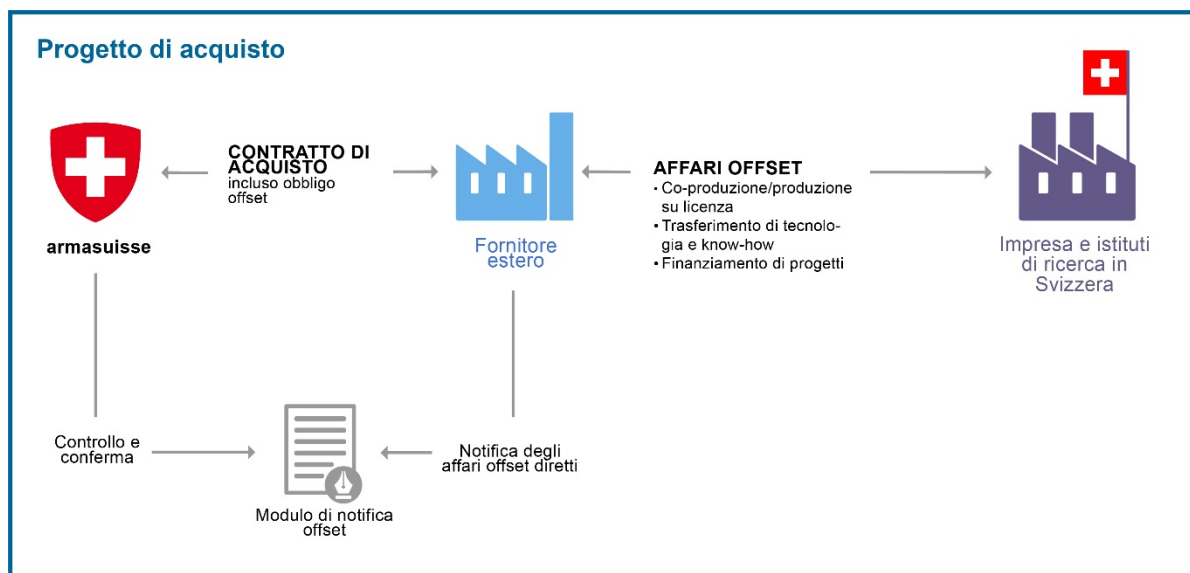 Progetto di acquisto
armasuisse
CONTRATTO DI
ACQUISTO
incluso obbligo
offset
Fornitore
estero
AFFARI OFFSET
▪ Co-produzione/produzione
su licenza
▪ Trasferimento di tecnolo-
gia e know-how
▪ Finanziamento di progetti
Impresa e istituti
di ricerca in
Svizzera
Controllo e
conferma
Modulo di notifica
offset
Notifica degli
affari offset diretti